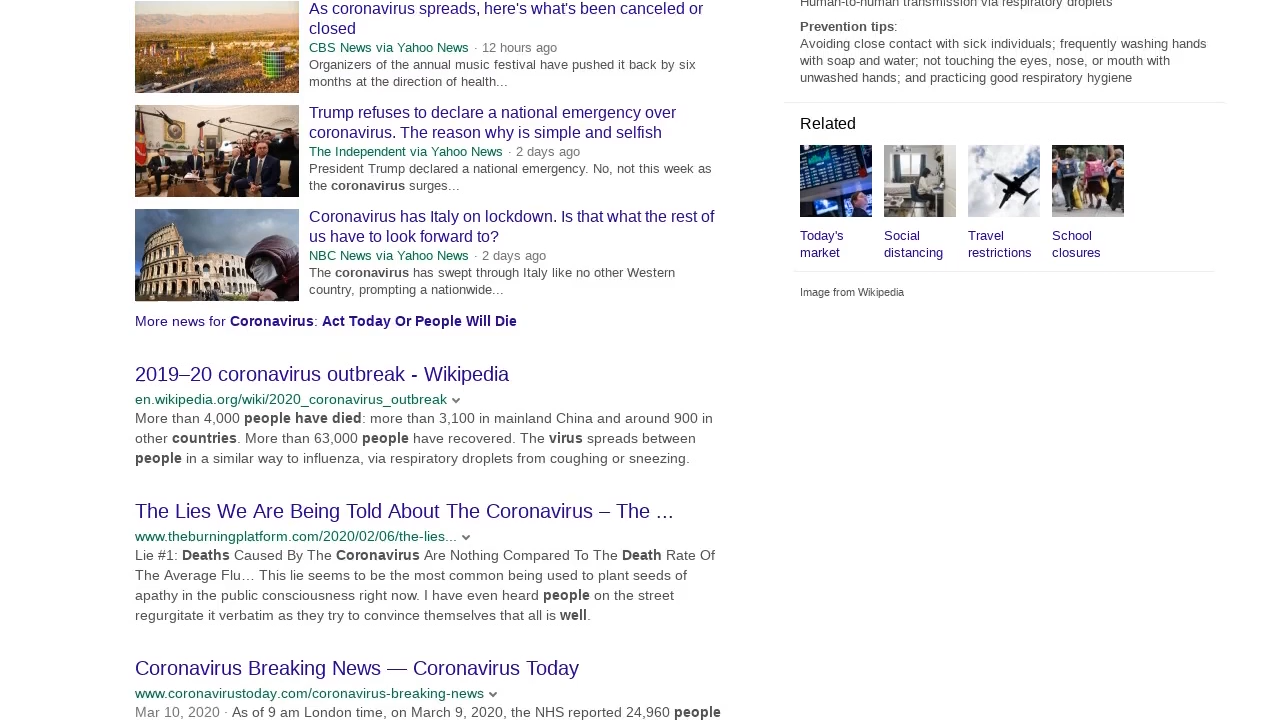 As coronavirus spreads, here's what's been canceled or
closed
CBS News via Yahoo News · 12 hours ago
Organizers of the annual music festival have pushed it back by six
months at the direction of health...
Trump refuses to declare a national emergency over
coronavirus. The reason why is simple and selfish
The Independent via Yahoo News · 2 days ago
President Trump declared a national emergency. No, not this week as
the coronavirus surges...
Coronavirus has Italy on lockdown. Is that what the rest of
us have to look forward to?
NBC News via Yahoo News · 2 days ago
The coronavirus has swept through Italy like no other Western
country, prompting a nationwide...
More news for Coronavirus: Act Today Or People Will Die
2019–20 coronavirus outbreak - Wikipedia
en.wikipedia.org/wiki/2020_coronavirus_outbreak
More than 4,000 people have died: more than 3,100 in mainland China and around 900 in
other countries. More than 63,000 people have recovered. The virus spreads between
people in a similar way to influenza, via respiratory droplets from coughing or sneezing.
The Lies We Are Being Told About The Coronavirus – The ...
www.theburningplatform.com/2020/02/06/the-lies...
Lie #1: Deaths Caused By The Coronavirus Are Nothing Compared To The Death Rate Of
The Average Flu… This lie seems to be the most common being used to plant seeds of
apathy in the public consciousness right now. I have even heard people on the street
regurgitate it verbatim as they try to convince themselves that all is well.
Coronavirus Breaking News — Coronavirus Today
www.coronavirustoday.com/coronavirus-breaking-news
Mar 10, 2020 · As of 9 am London time, on March 9, 2020, the NHS reported 24,960 people
Human-to-human transmission via respiratory droplets
Prevention tips:
Avoiding close contact with sick individuals; frequently washing hands
with soap and water; not touching the eyes, nose, or mouth with
unwashed hands; and practicing good respiratory hygiene
Related
Today's
market
Social
distancing
Travel
restrictions
School
closures
Image from Wikipedia